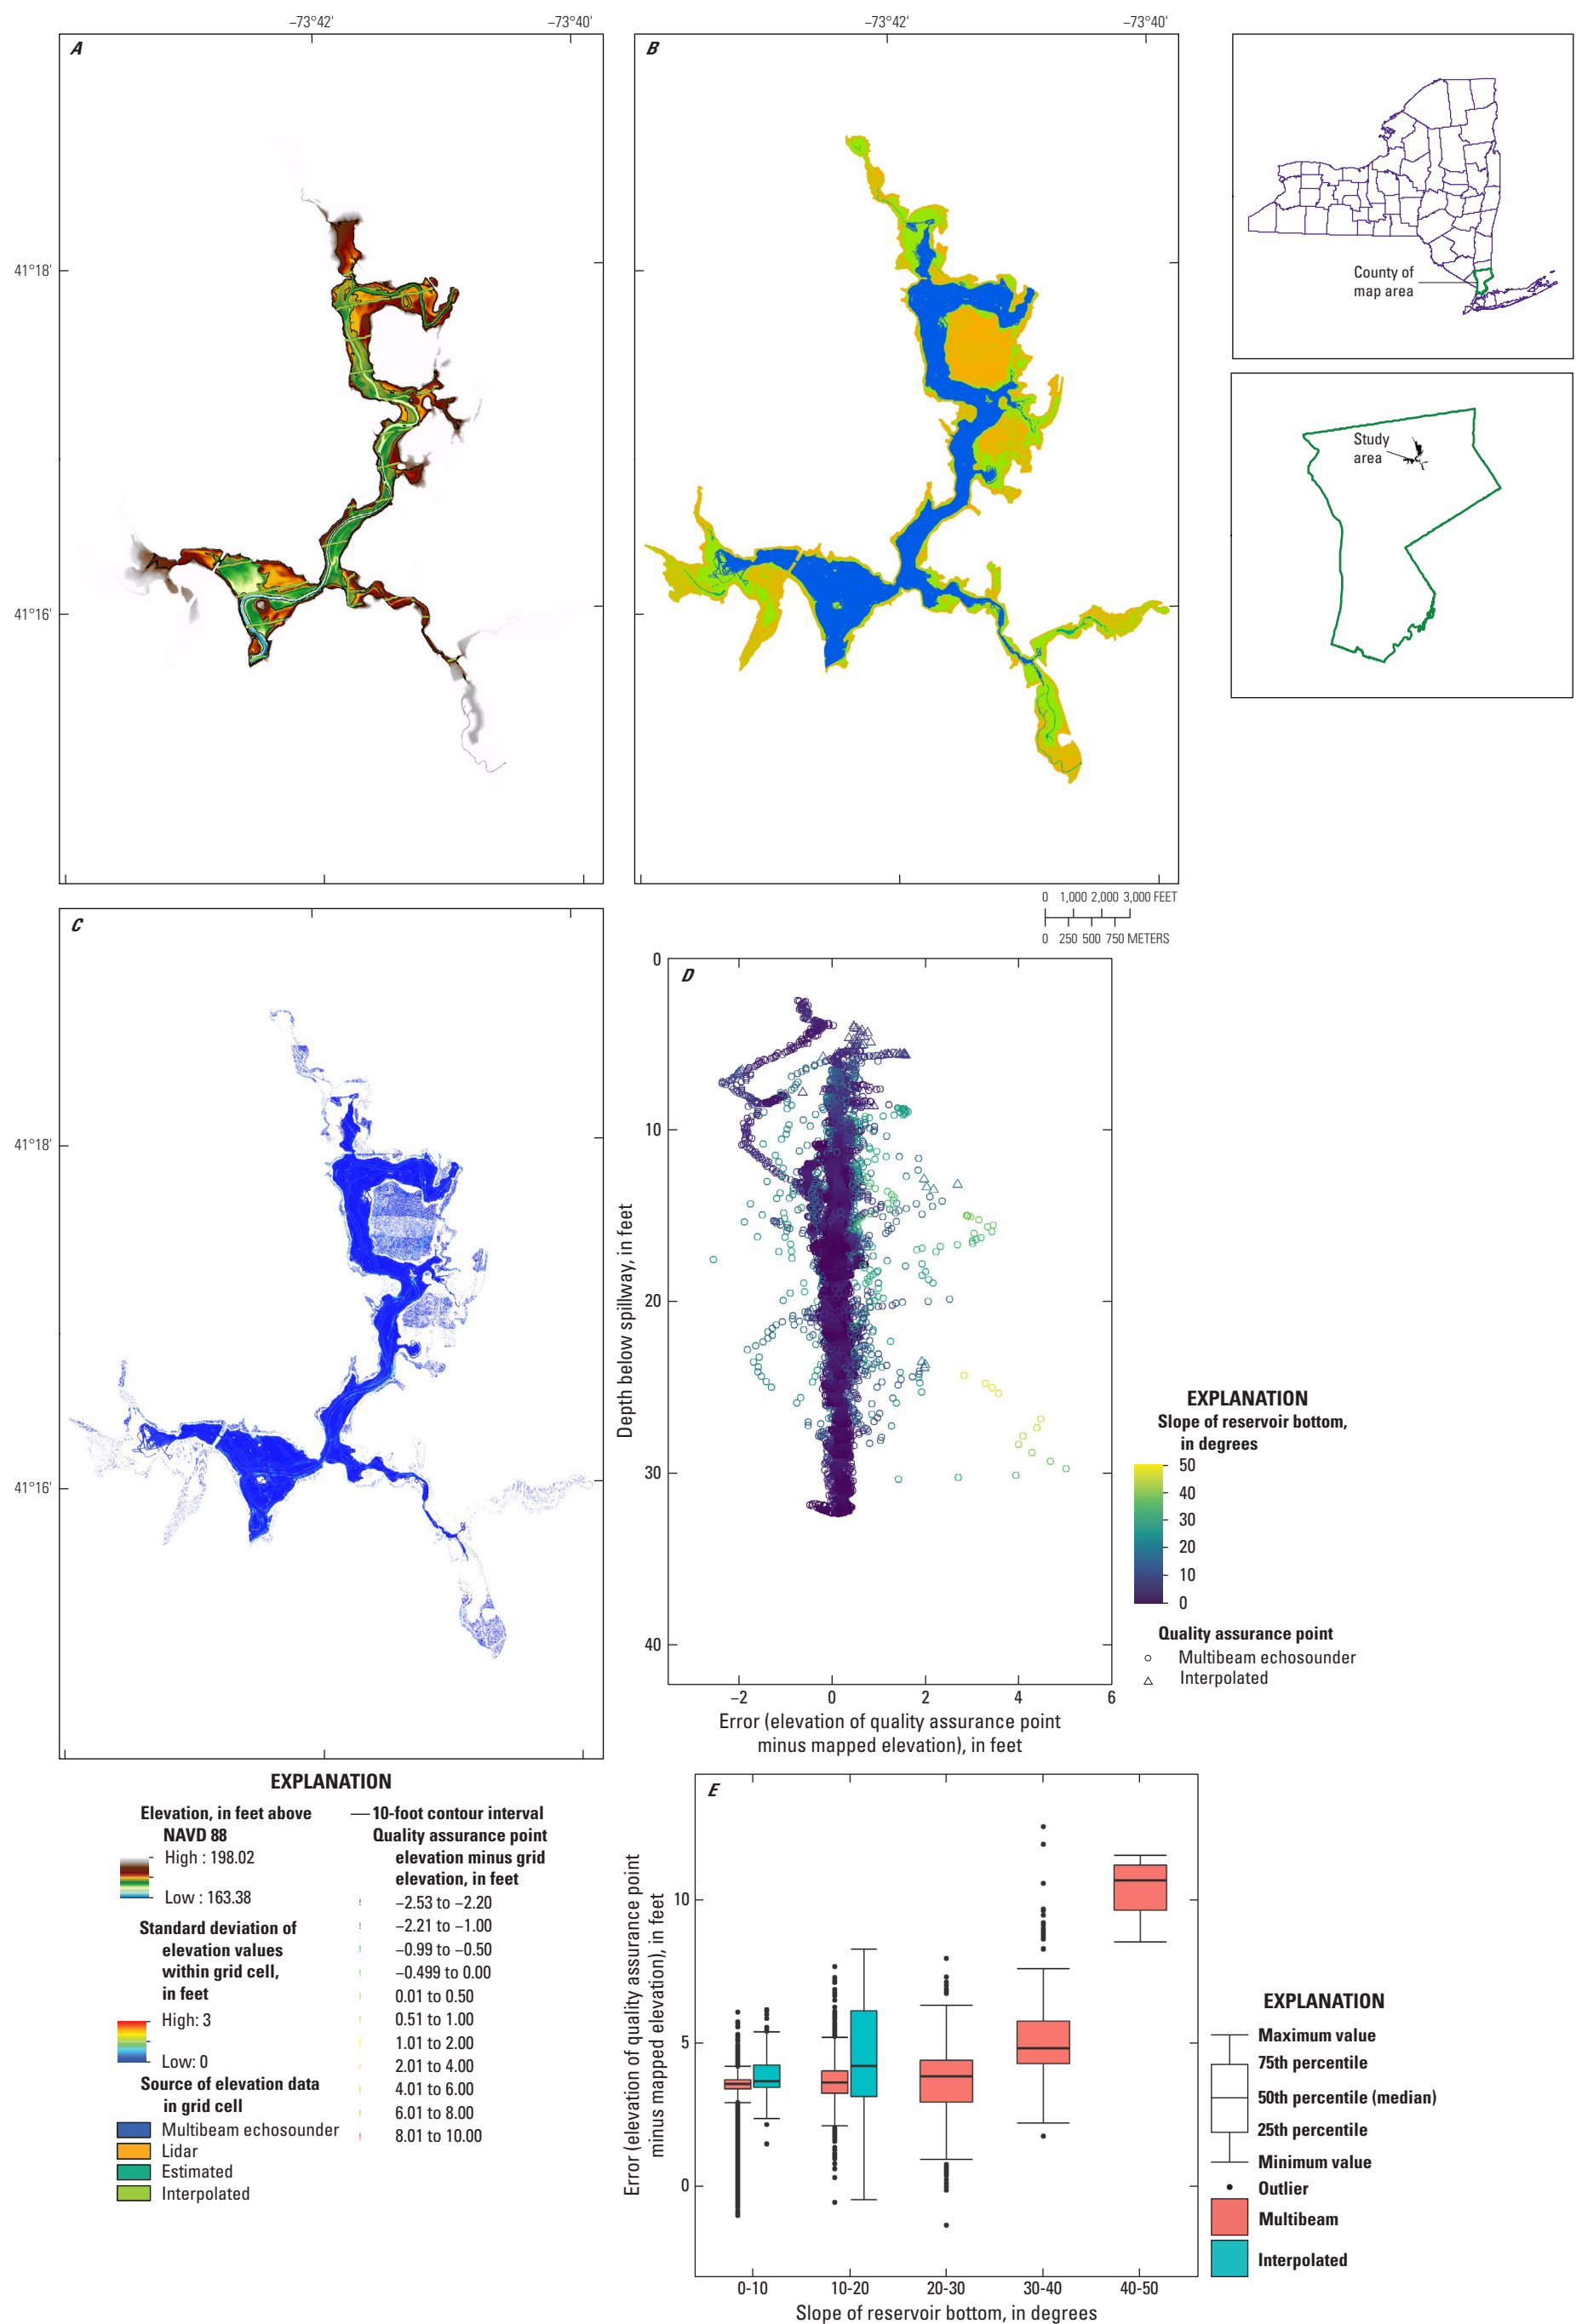 −73°42'
−73°40'
−73°42'
−73°40'
A
B
41°18'
41°16'
County of
map area
Study
area
0 1,000 2,000 3,000 FEET
0 250 500 750 METERS
C
41°18'
41°16'
D
0
10
20
30
40
Depth below spillway, in feet
−2
0
2
4
6
Error (elevation of quality assurance point
minus mapped elevation), in feet
EXPLANATION
Slope of reservoir bottom,
in degrees
50
40
30
20
10
0
Quality assurance point
Multibeam echosounder
Interpolated
EXPLANATION
Elevation, in feet above
NAVD 88
High : 198.02
Low : 163.38
Standard deviation of
elevation values
within grid cell,
in feet
High: 3
Low: 0
Source of elevation data
in grid cell
Multibeam echosounder
Lidar
Estimated
Interpolated
10-foot contour interval
Quality assurance point
elevation minus grid
elevation, in feet
−2.53 to −2.20
−2.21 to −1.00
−0.99 to −0.50
−0.499 to 0.00
0.01 to 0.50
0.51 to 1.00
1.01 to 2.00
2.01 to 4.00
4.01 to 6.00
6.01 to 8.00
8.01 to 10.00
E
Error (elevation of quality assurance point
minus mapped elevation), in feet
10
5
0
0-10
10-20
20-30
30-40
40-50
Slope of reservoir bottom, in degrees
EXPLANATION
Maximum value
75th percentile
50th percentile (median)
25th percentile
Minimum value
Outlier
Multibeam
Interpolated